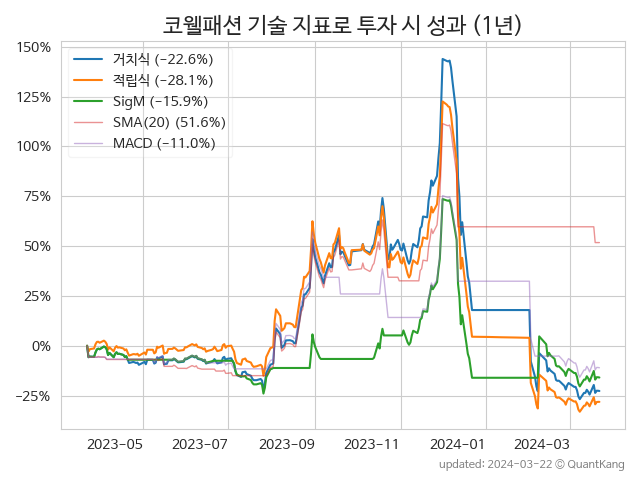 코웰패션 기술 지표로 투자 시 성과 (1년)
150%
125%
100%
75%
50%
25%
0%
−25%
거치식 (−22.6%)
적립식 (−28.1%)
SigM (−15.9%)
SMA(20) (51.6%)
MACD (−11.0%)
2023-05
2023-07
2023-09
2023-11
2024-01
2024-03
updated: 2024-03-22 © QuantKang